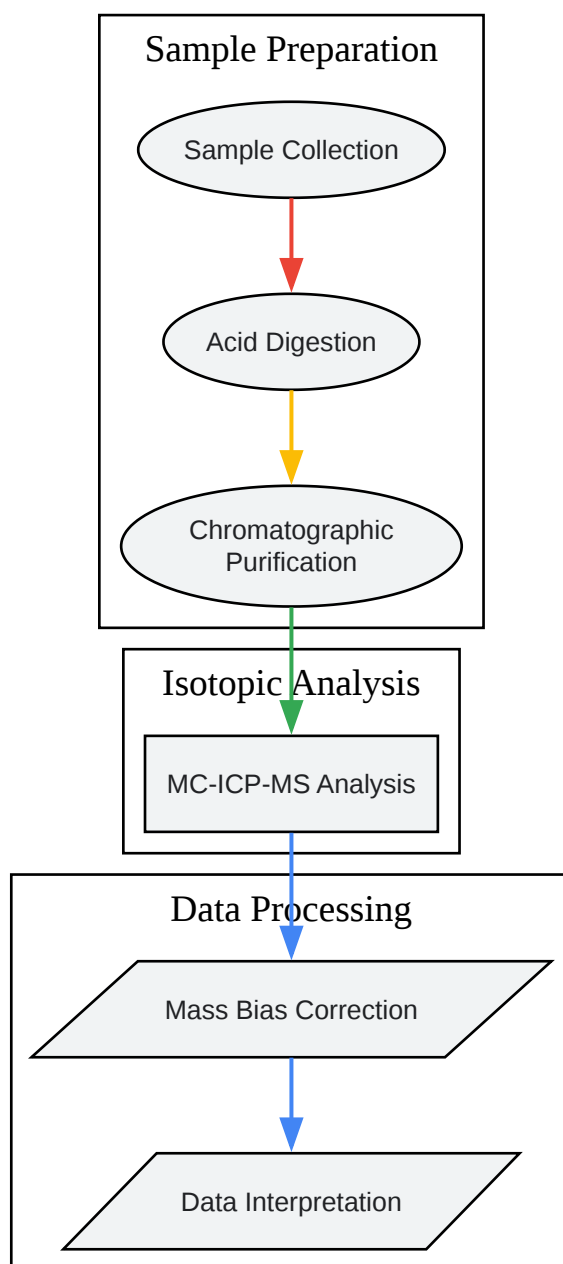 Sample Preparation
Sample Collection
Acid Digestion
Chromatographic
Purification
Isotopic Analysis
MC-ICP-MS Analysis
Data Processing
Mass Bias Correction
Data Interpretation